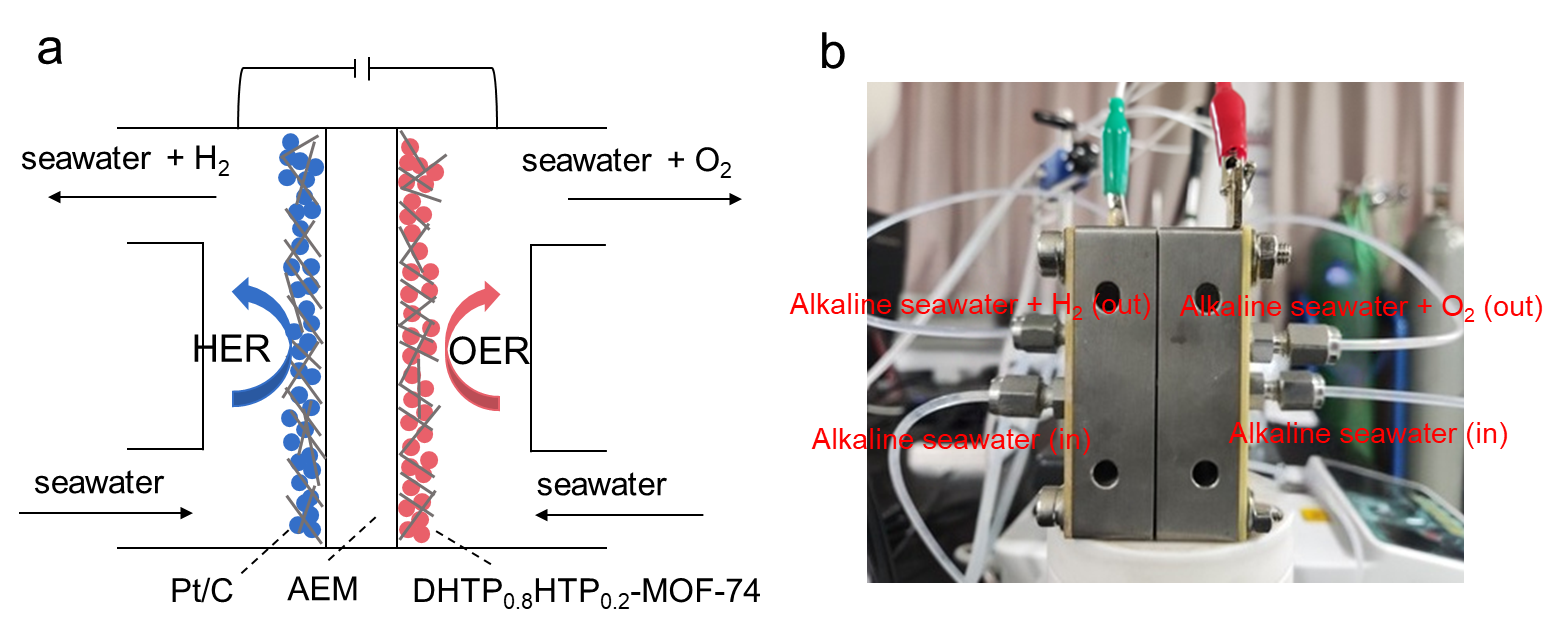 a
b
seawater + H₂
seawater + O₂
HER
OER
seawater
seawater
Pt/C
AEM
DHTP₀.₈HTP₀.₂-MOF-74
Alkaline seawater + H₂ (out)
Alkaline seawater + O₂ (out)
Alkaline seawater (in)
Alkaline seawater (in)